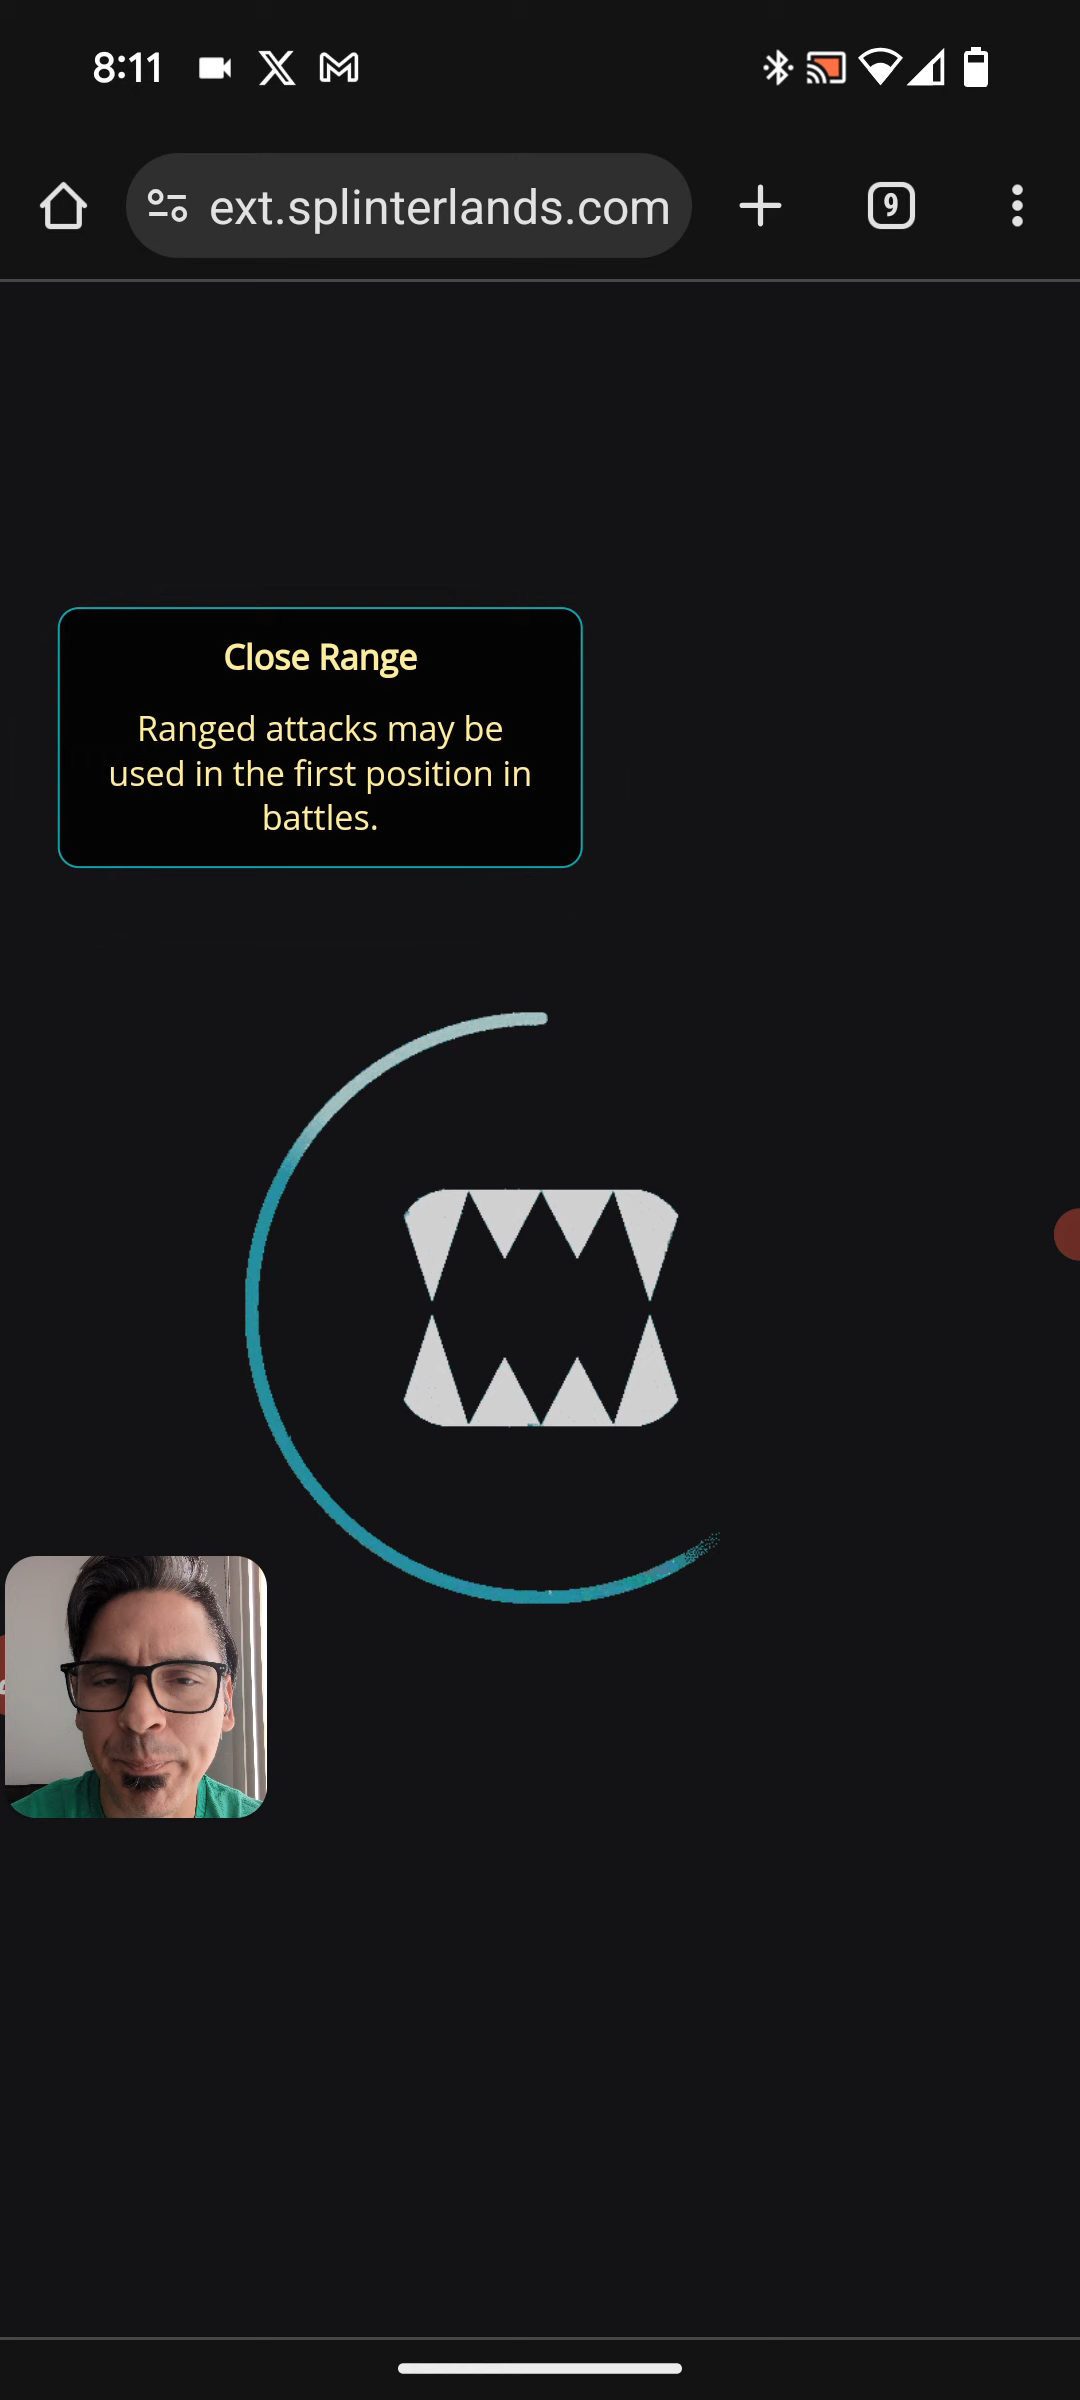 8:11
ext.splinterlands.com
9
Close Range
Ranged attacks may be
used in the first position in
battles.